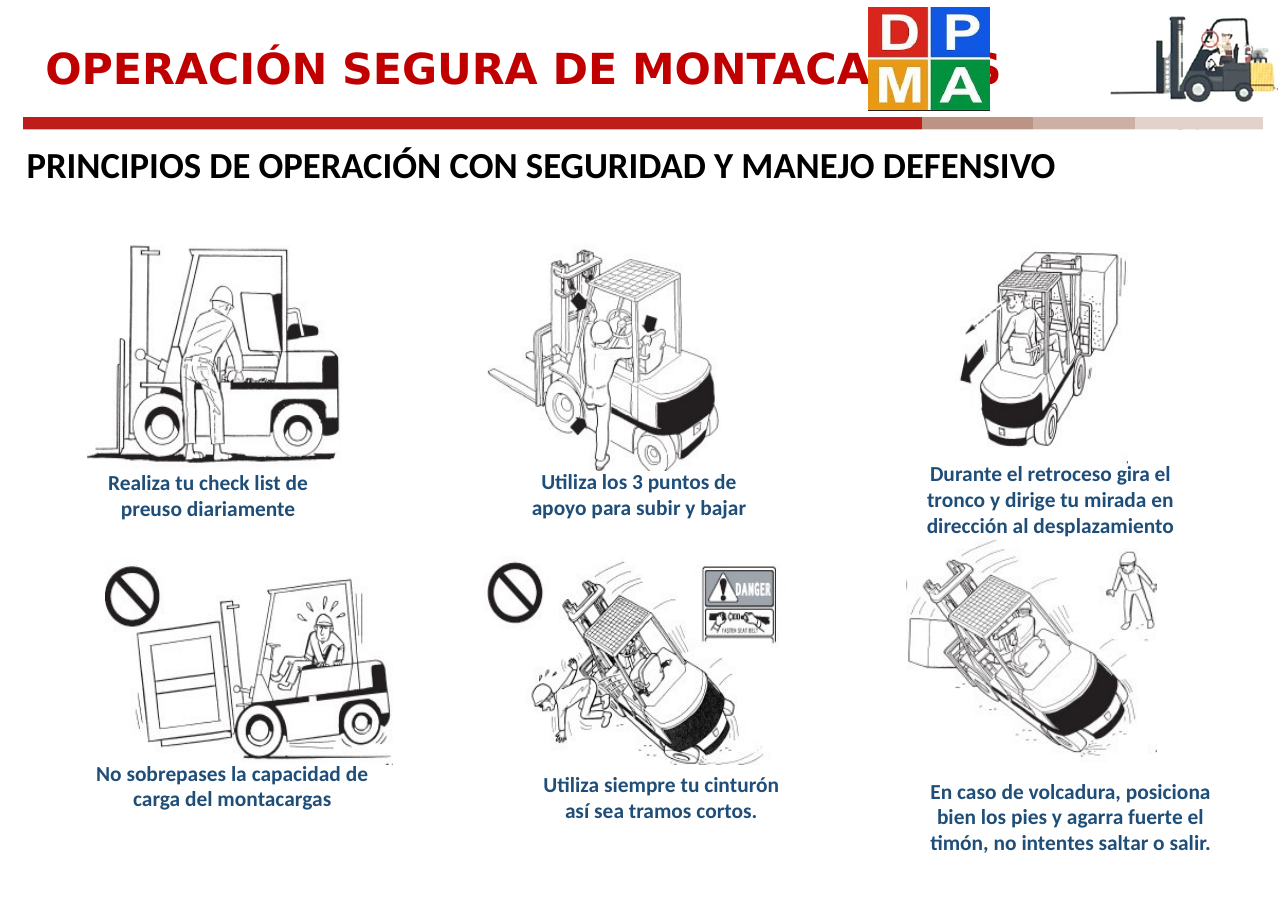 OPERACIÓN SEGURA DE MONTACA S
D P
M A
PRINCIPIOS DE OPERACIÓN CON SEGURIDAD Y MANEJO DEFENSIVO
Realiza tu check list de
preuso diariamente
Utiliza los 3 puntos de
apoyo para subir y bajar
Durante el retroceso gira el
tronco y dirige tu mirada en
dirección al desplazamiento
DANGER
FASTEN SEAT BELT
No sobrepases la capacidad de
carga del montacargas
Utiliza siempre tu cinturón
así sea tramos cortos.
En caso de volcadura, posiciona
bien los pies y agarra fuerte el
timón, no intentes saltar o salir.